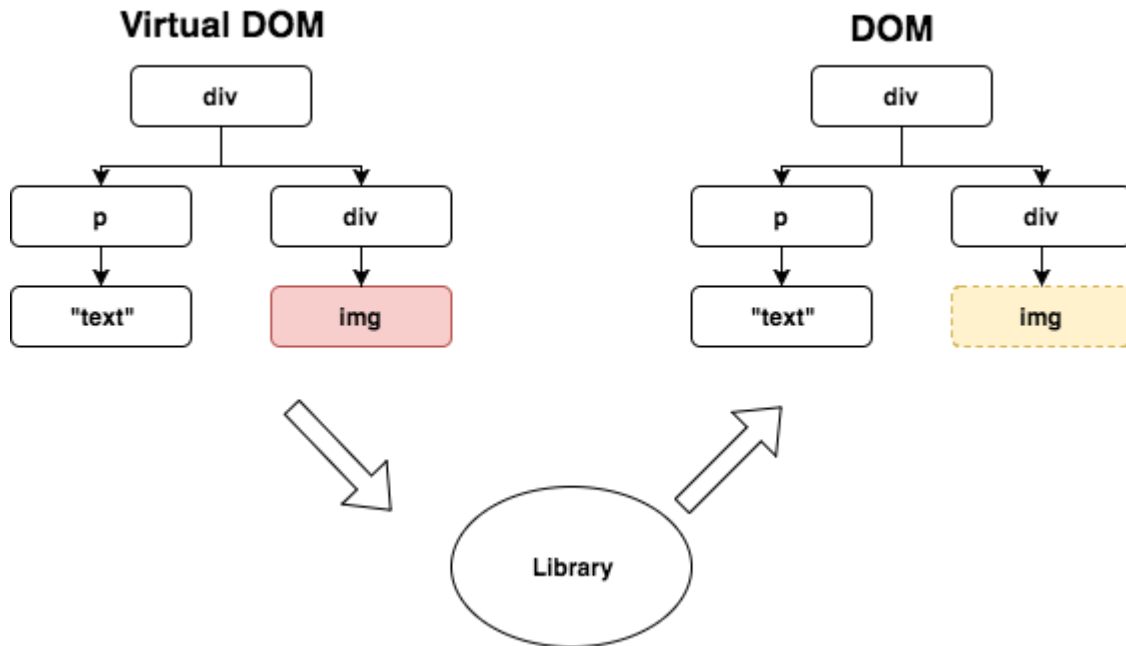 Virtual DOM
div
p
div
"text"
img
DOM
div
p
div
"text"
img
Library